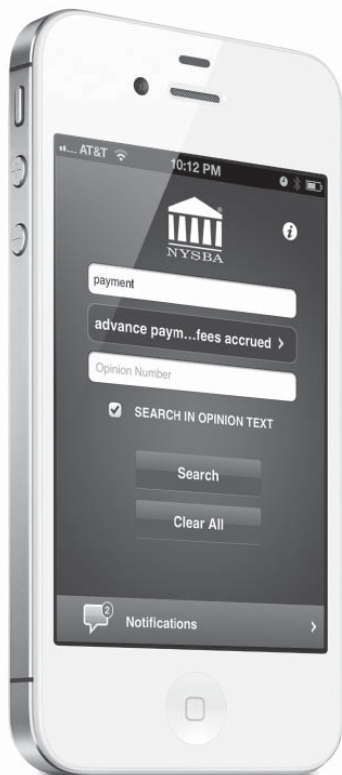 AT&T
10:12 PM
NYSBA
i
payment
advance paym...fees accrued >
Opinion Number
SEARCH IN OPINION TEXT
Search
Clear All
2
Notifications